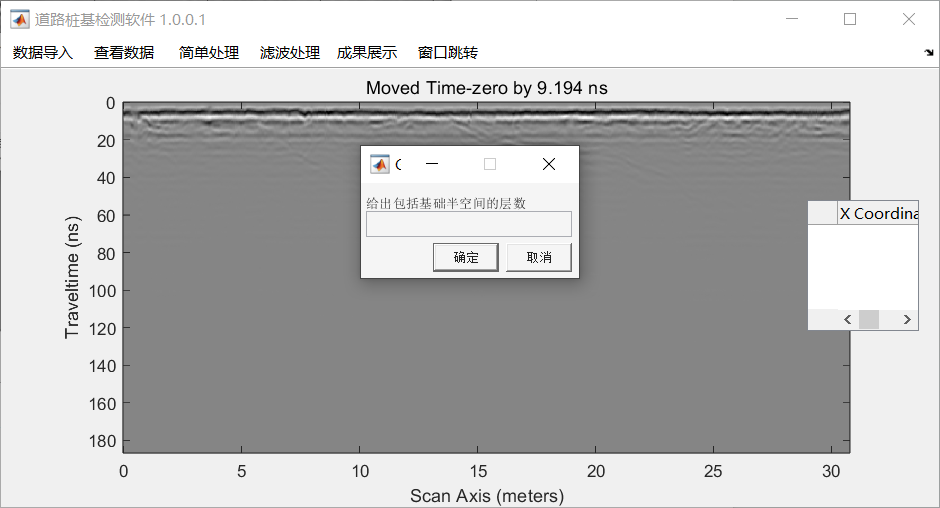 道路桩基检测软件 1.0.0.1
数据导入 查看数据 简单处理 滤波处理 成果展示 窗口跳转
Moved Time-zero by 9.194 ns
0
20
40
60
80
100
120
140
160
180
Traveltime (ns)
0 5 10 15 20 25 30
Scan Axis (meters)
给出包括基础半空间的层数
确定 取消
X Coordina